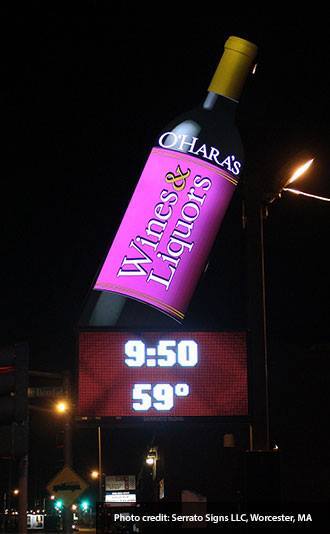 O'HARA'S
Wines &
Liquors
9:50
59°
Photo credit: Serrato Signs LLC, Worcester, MA